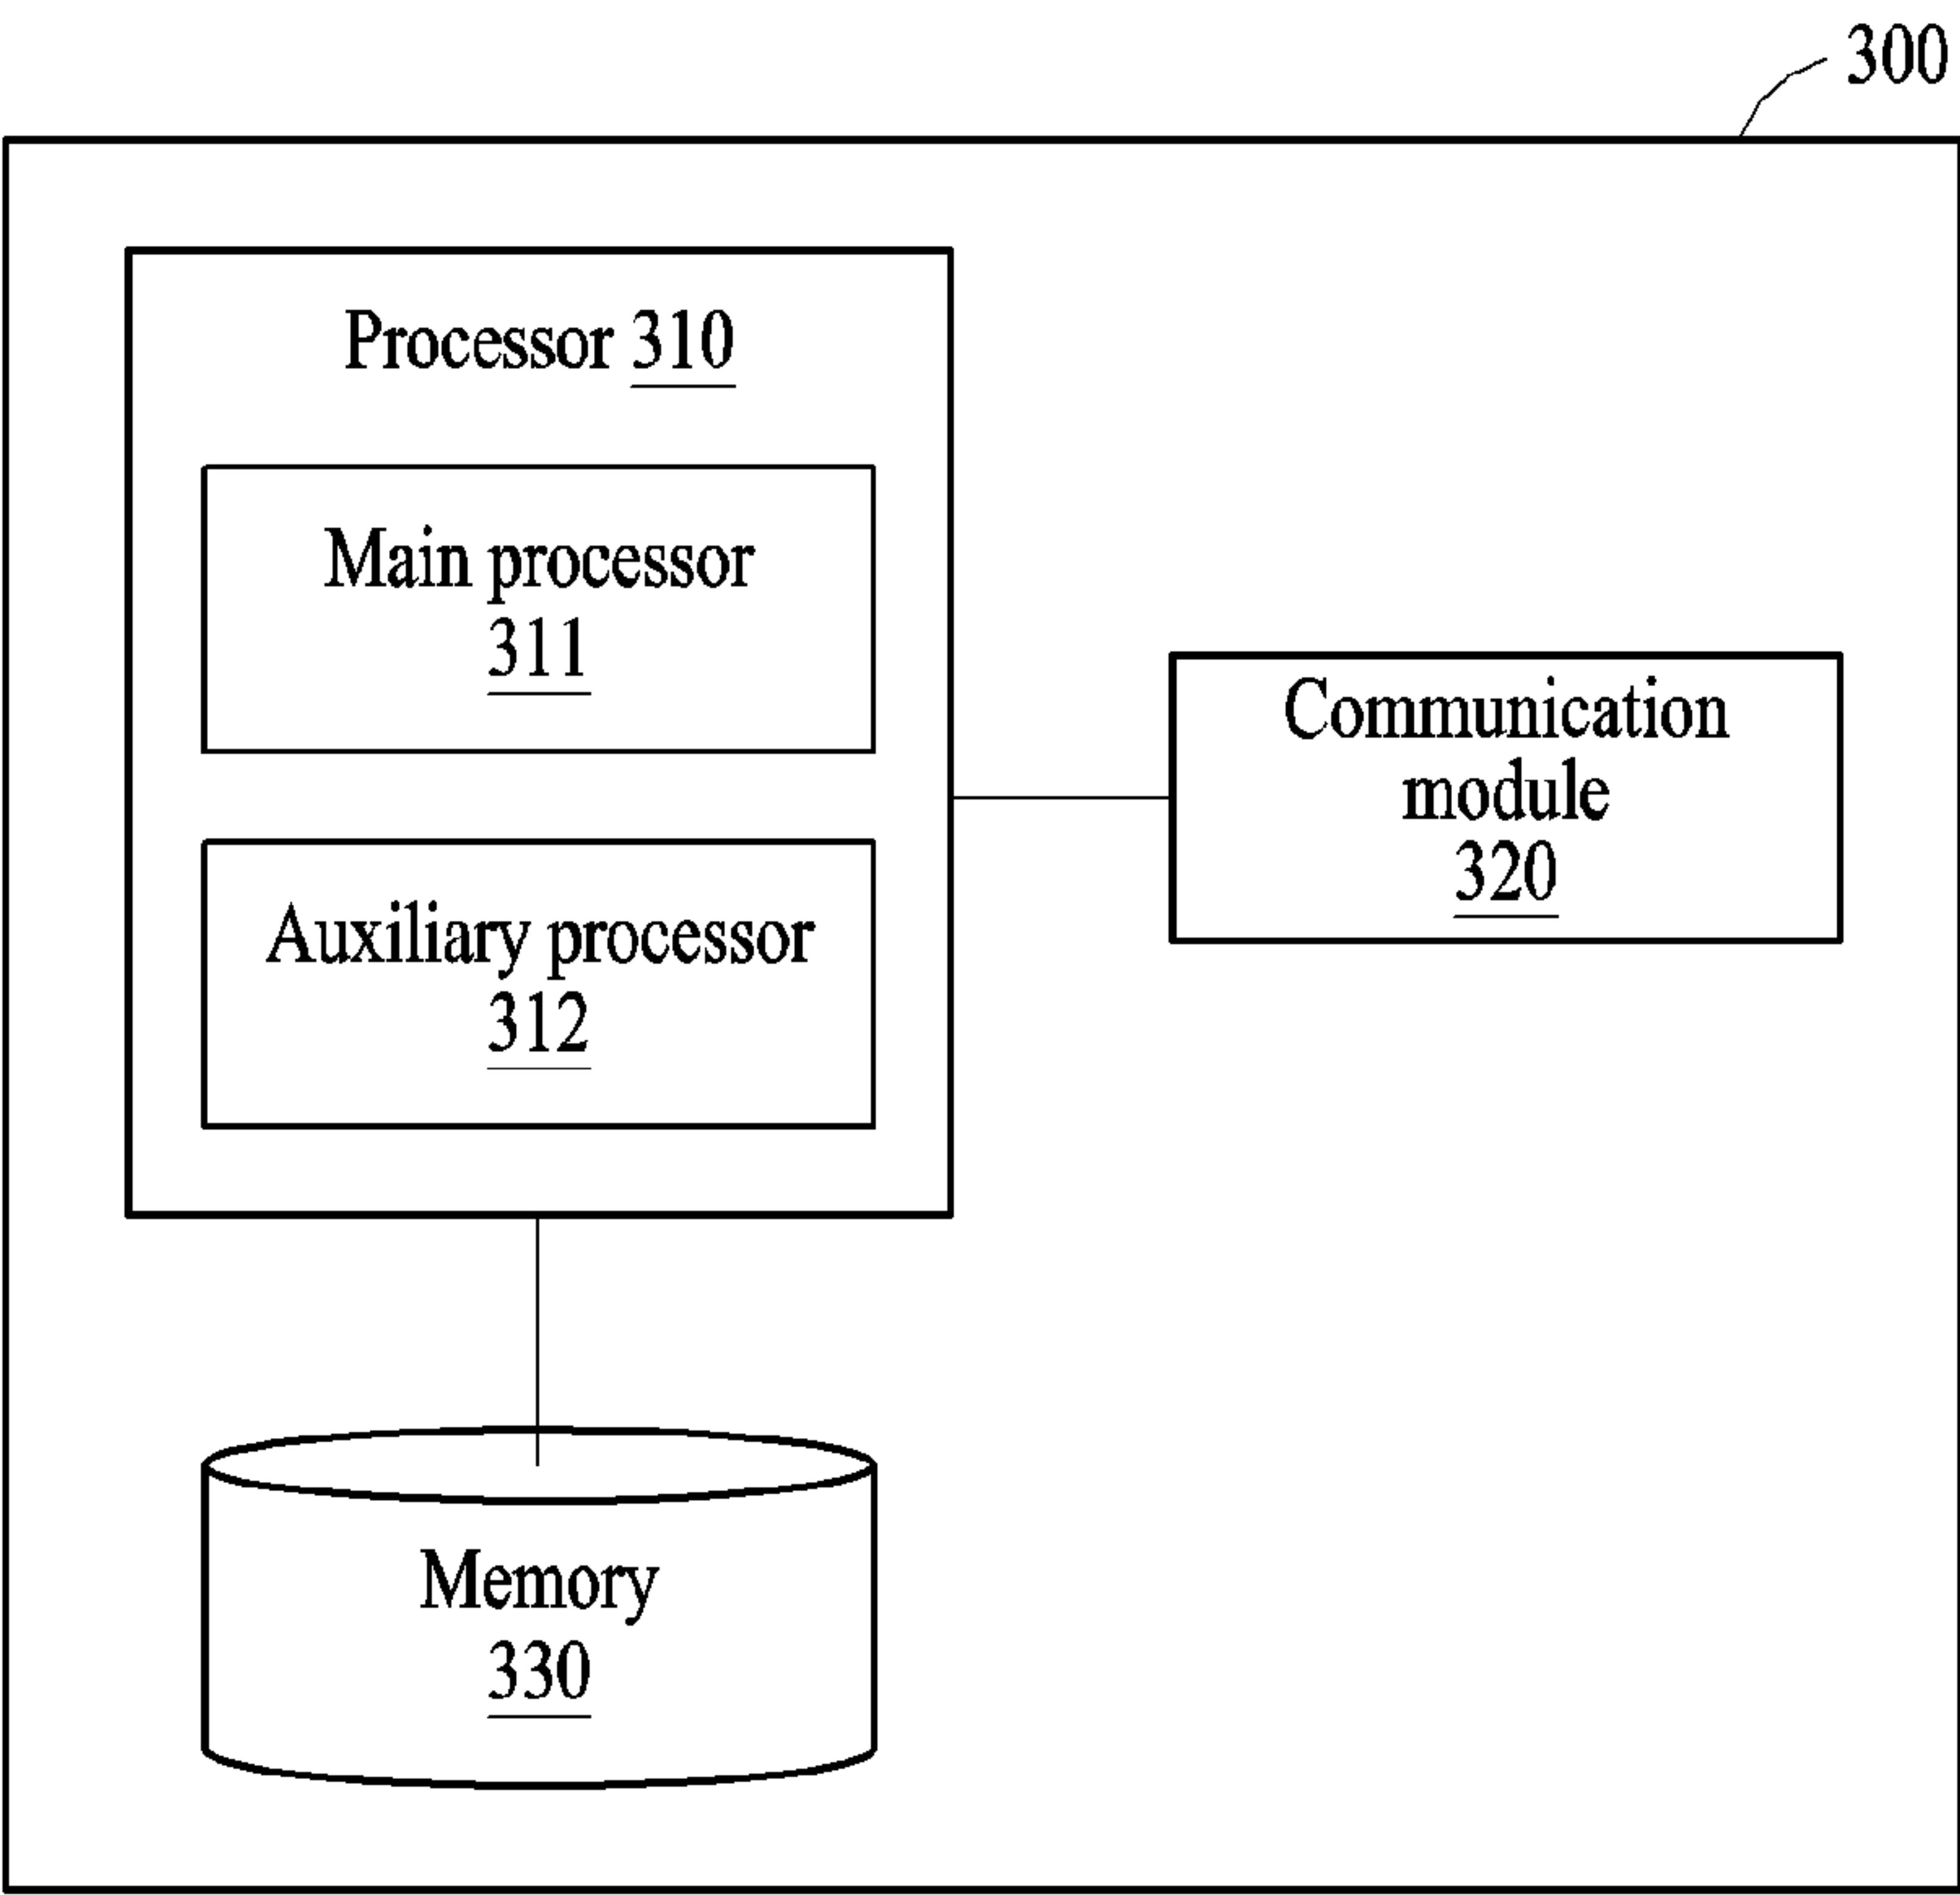 300
Processor 310
Main processor
311
Auxiliary processor
312
Communication
module
320
Memory
330